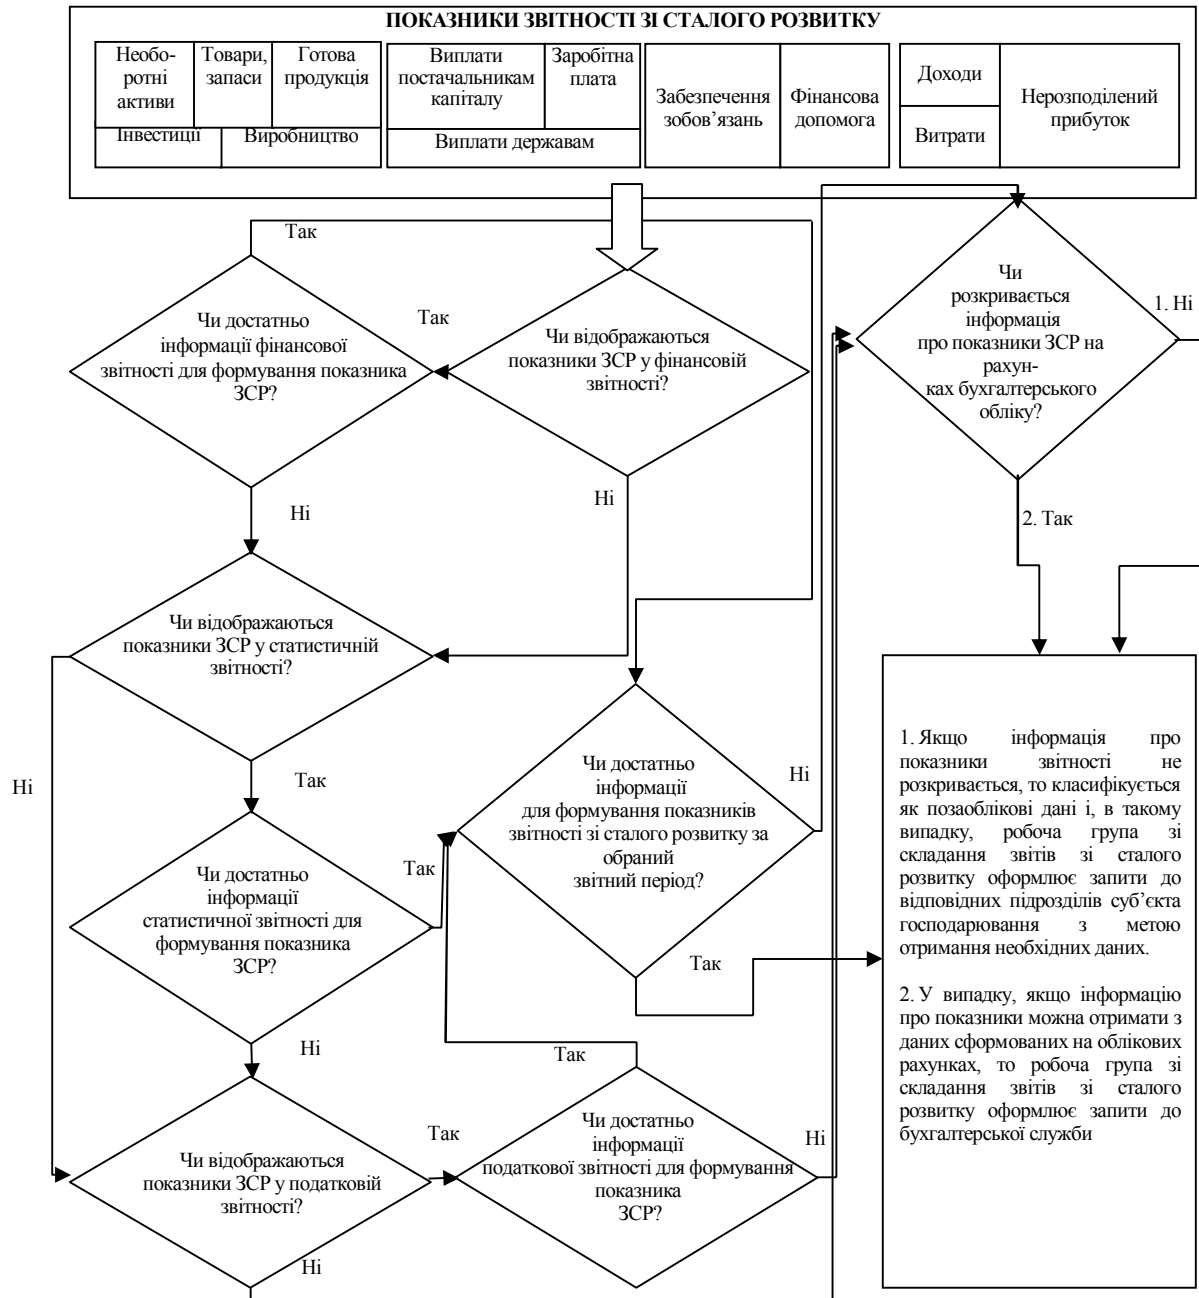 ПОКАЗНИКИ ЗВІТНОСТІ ЗІ СТАЛОГО РОЗВИТКУ
Необо-
ротні
активи
Товари,
запаси
Готова
продукція
Інвестиції
Виробництво
Виплати
постачальникам
капіталу
Заробітна
плата
Виплати державам
Забезпечення
зобов’язань
Фінансова
допомога
Доходи
Витрати
Нерозподілений
прибуток
Так
Чи достатньо
інформації фінансової
звітності для формування показника
ЗСР?
Так
Чи відображаються
показники ЗСР у фінансовій
звітності?
Чи
розкривається
інформація
про показники ЗСР на
рахун-
ках бухгалтерського
обліку?
1. Ні
Ні
Ні
2. Так
Чи відображаються
показники ЗСР у статистичній
звітності?
Ні
Так
Чи достатньо
інформації
для формування показників
звітності зі сталого розвитку за
обраний
звітний період?
Ні
Так
Чи достатньо
інформації
статистичної звітності для
формування показника
ЗСР?
Так
Ні
1. Якщо інформація про
показники звітності не
розкривається, то класифікується
як позаоблікові дані і, в такому
випадку, робоча група зі
складання звітів зі сталого
розвитку оформлює запити до
відповідних підрозділів суб’єкта
господарювання з метою
отримання необхідних даних.
2. У випадку, якщо інформацію
про показники можна отримати з
даних сформованих на облікових
рахунках, то робоча група зі
складання звітів зі сталого
розвитку оформлює запити до
бухгалтерської служби
Так
Чи відображаються
показники ЗСР у податковій
звітності?
Так
Чи достатньо
інформації
податкової звітності для формування
показника
ЗСР?
Ні
Ні